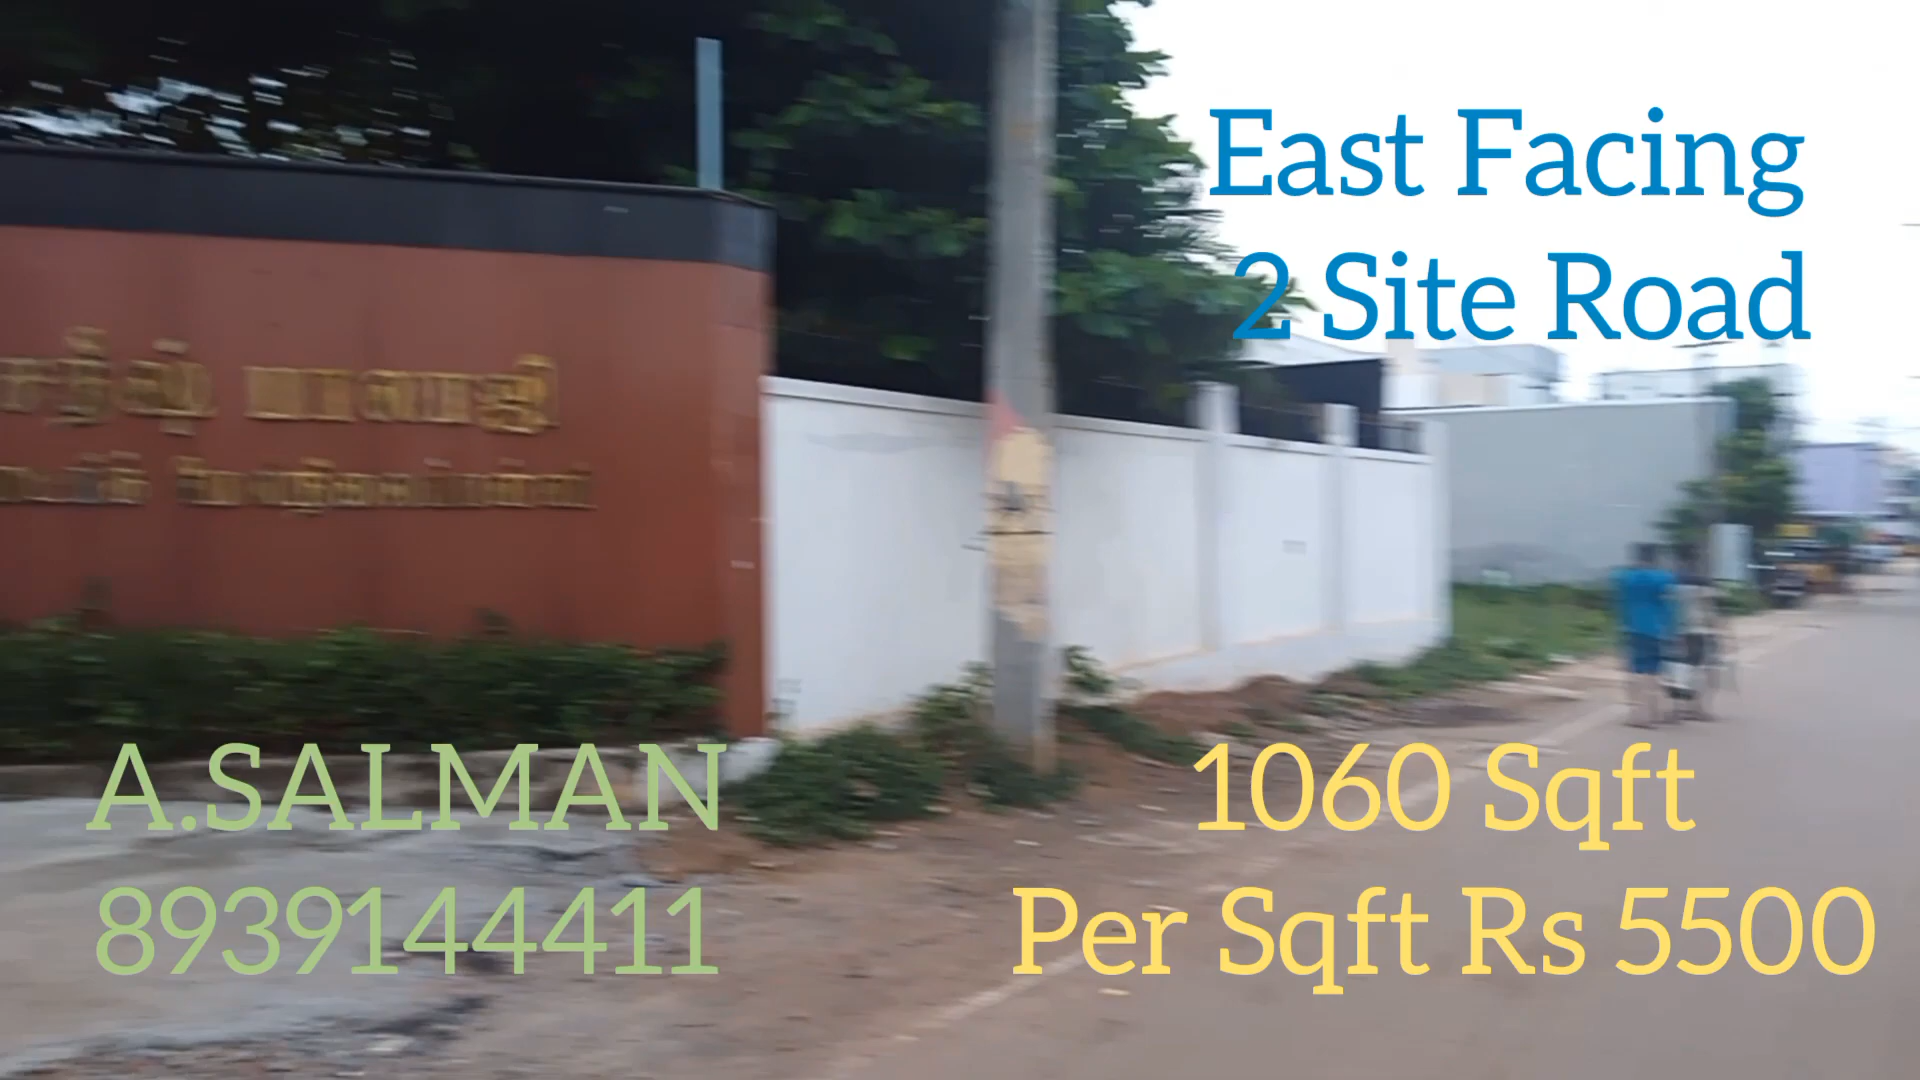 East Facing
2 Site Road
A.SALMAN
8939144411
1060 Sqft
Per Sqft Rs 5500